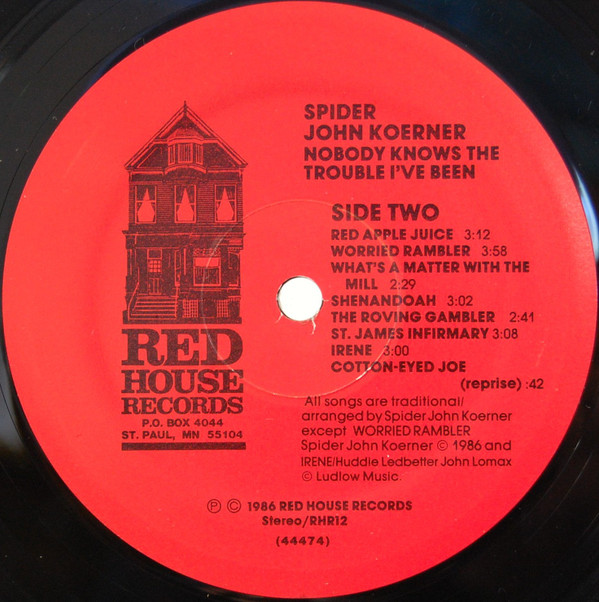 SPIDER
JOHN KOERNER
NOBODY KNOWS THE
TROUBLE I'VE BEEN
SIDE TWO
RED APPLE JUICE 3:12
WORRIED RAMBLER 3:58
WHAT'S A MATTER WITH THE
MILL 2:29
SHENANDOAH 3:02
THE ROVING GAMBLER 2:41
ST. JAMES INFIRMARY 3:08
IRENE 3:00
COTTON-EYED JOE
(reprise) :42
All songs are traditional/
arranged by Spider John Koerner
except WORRIED RAMBLER
Spider John Koerner © 1986 and
IRENE/Huddie Ledbetter John Lomax
© Ludlow Music.
RED
HOUSE
RECORDS
P.O. BOX 4044
ST. PAUL, MN 55104
℗ © 1986 RED HOUSE RECORDS
Stereo/RHR12
(44474)